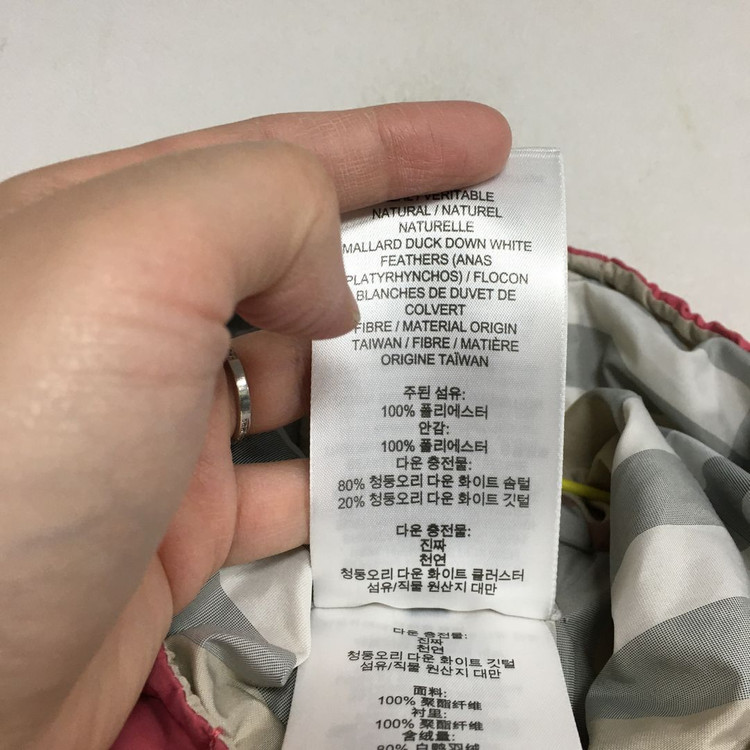 VERITABLE
NATURAL / NATUREL
NATURELLE
MALLARD DUCK DOWN WHITE
FEATHERS (ANAS
PLATYRHYNCHOS) / FLOCON
BLANCHES DE DUVET DE
COLVERT
FIBRE / MATERIAL ORIGIN
TAIWAN / FIBRE / MATIÈRE
ORIGINE TAÏWAN
주된 섬유:
100% 폴리에스터
안감:
100% 폴리에스터
다운 충전물:
80% 청둥오리 다운 화이트 솜털
20% 청둥오리 다운 화이트 깃털
다운 충전물:
진짜
천연
청둥오리 다운 화이트 클러스터
섬유/직물 원산지 대만
다운 충전물:
진짜
천연
청둥오리 다운 화이트 깃털
섬유/직물 원산지 대만
面料:
100% 聚酯纤维
衬里:
100% 聚酯纤维
含绒量:
80% 白鸭羽绒